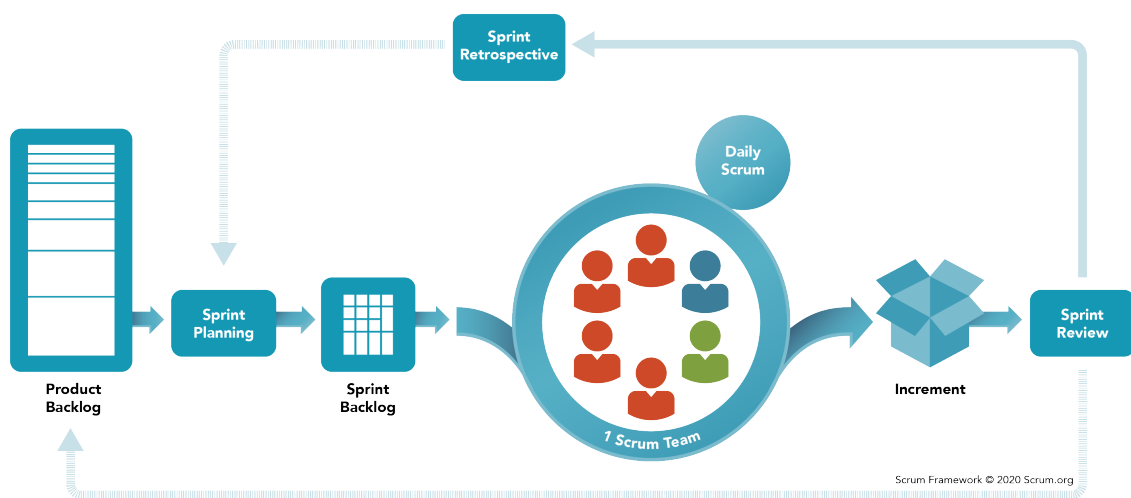 Sprint
Retrospective
Daily
Scrum
Sprint
Planning
Sprint
Review
Product
Backlog
Sprint
Backlog
Increment
1 Scrum Team
Scrum Framework © 2020 Scrum.org